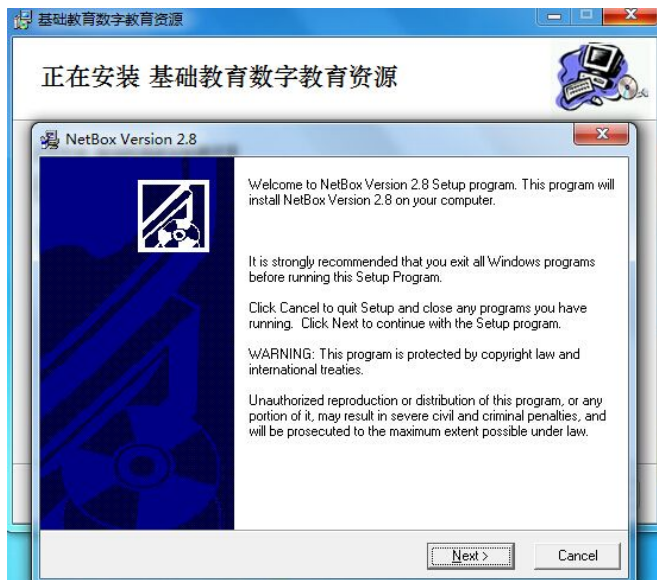 基础教育数字教育资源
正在安装 基础教育数字教育资源
NetBox Version 2.8
Welcome to NetBox Version 2.8 Setup program. This program will
install NetBox Version 2.8 on your computer.
It is strongly recommended that you exit all Windows programs
before running this Setup Program.
Click Cancel to quit Setup and close any programs you have
running. Click Next to continue with the Setup program.
WARNING: This program is protected by copyright law and
international treaties.
Unauthorized reproduction or distribution of this program, or any
portion of it, may result in severe civil and criminal penalties, and
will be prosecuted to the maximum extent possible under law.
Next >
Cancel